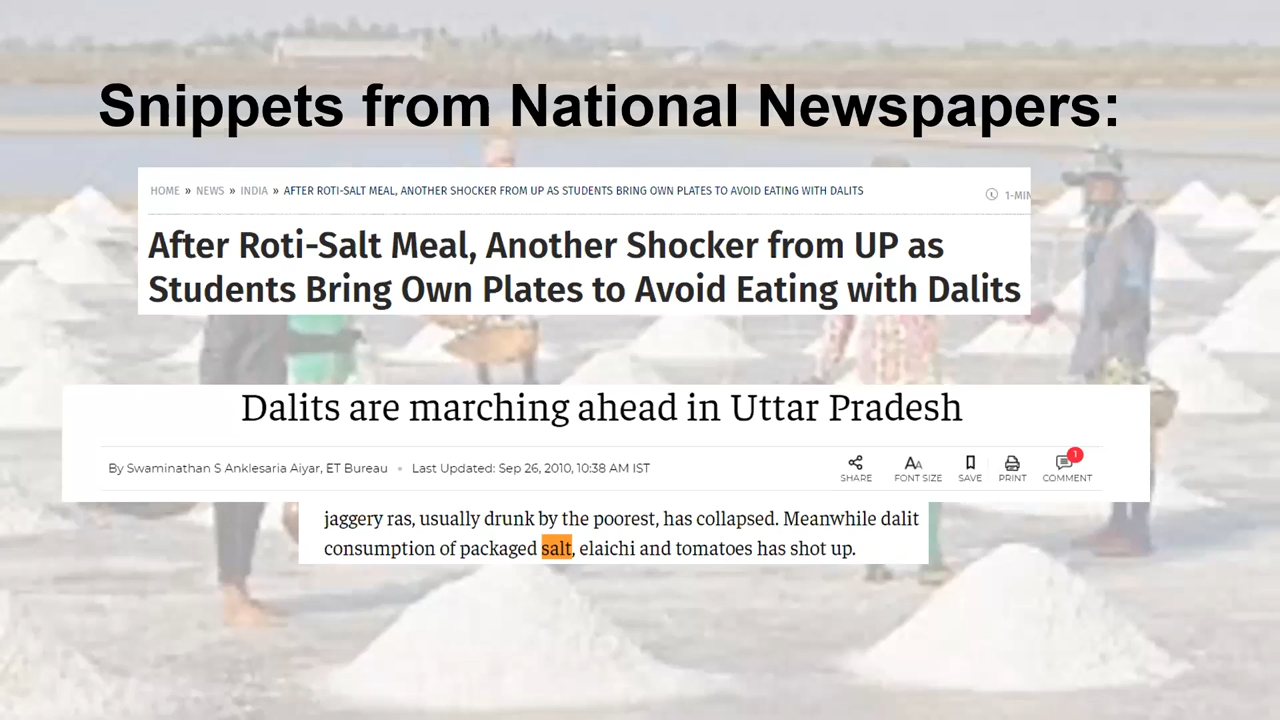 Snippets from National Newspapers:
HOME » NEWS » INDIA » AFTER ROTI-SALT MEAL, ANOTHER SHOCKER FROM UP AS STUDENTS BRING OWN PLATES TO AVOID EATING WITH DALITS
1-MIN
After Roti-Salt Meal, Another Shocker from UP as
Students Bring Own Plates to Avoid Eating with Dalits
Dalits are marching ahead in Uttar Pradesh
By Swaminathan S Anklesaria Aiyar, ET Bureau • Last Updated: Sep 26, 2010, 10:38 AM IST
1
SHARE FONT SIZE SAVE PRINT COMMENT
jaggery ras, usually drunk by the poorest, has collapsed. Meanwhile dalit
consumption of packaged salt, elaichi and tomatoes has shot up.